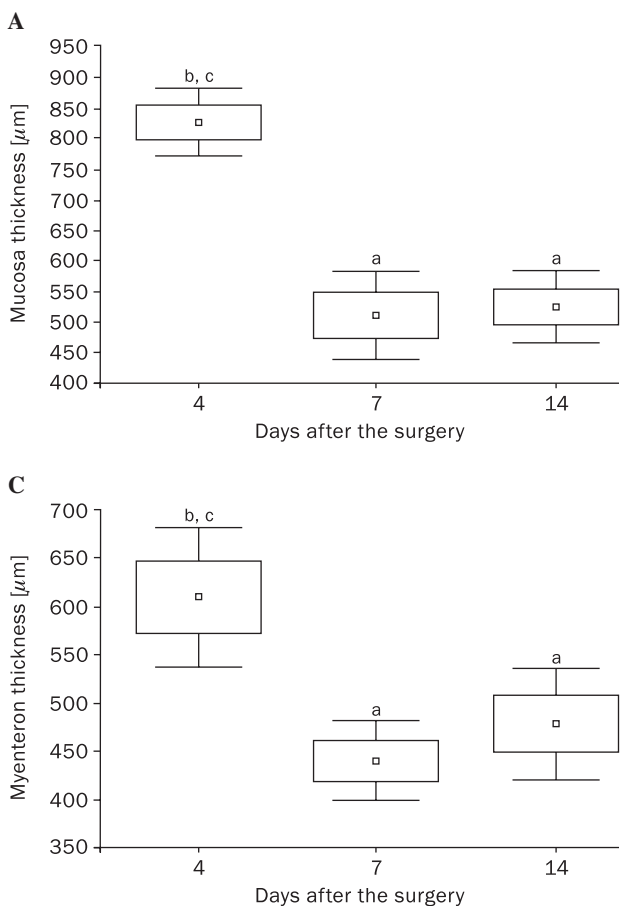 A
Mucosa thickness [μm]
950
900
850
800
750
700
650
600
550
500
450
400
b, c
a
a
4 7 14
Days after the surgery
C
Myenteron thickness [μm]
700
650
600
550
500
450
400
350
b, c
a
a
4 7 14
Days after the surgery